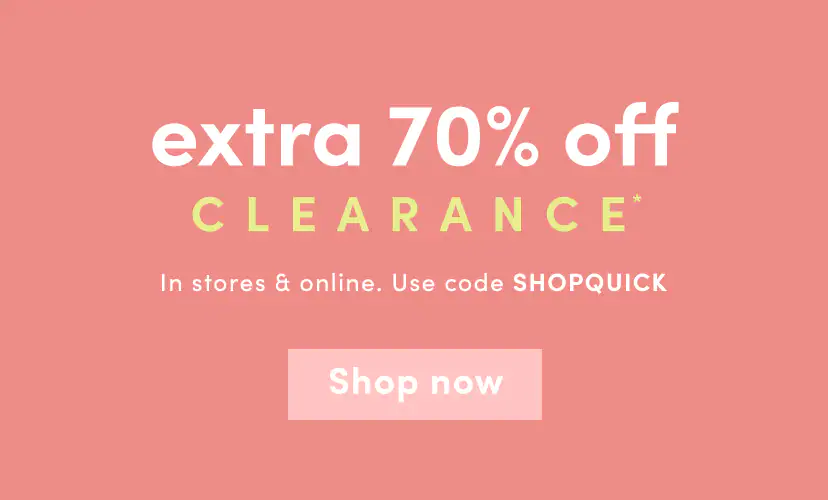 extra 70% off
CLEARANCE*
In stores & online. Use code SHOPQUICK
Shop now